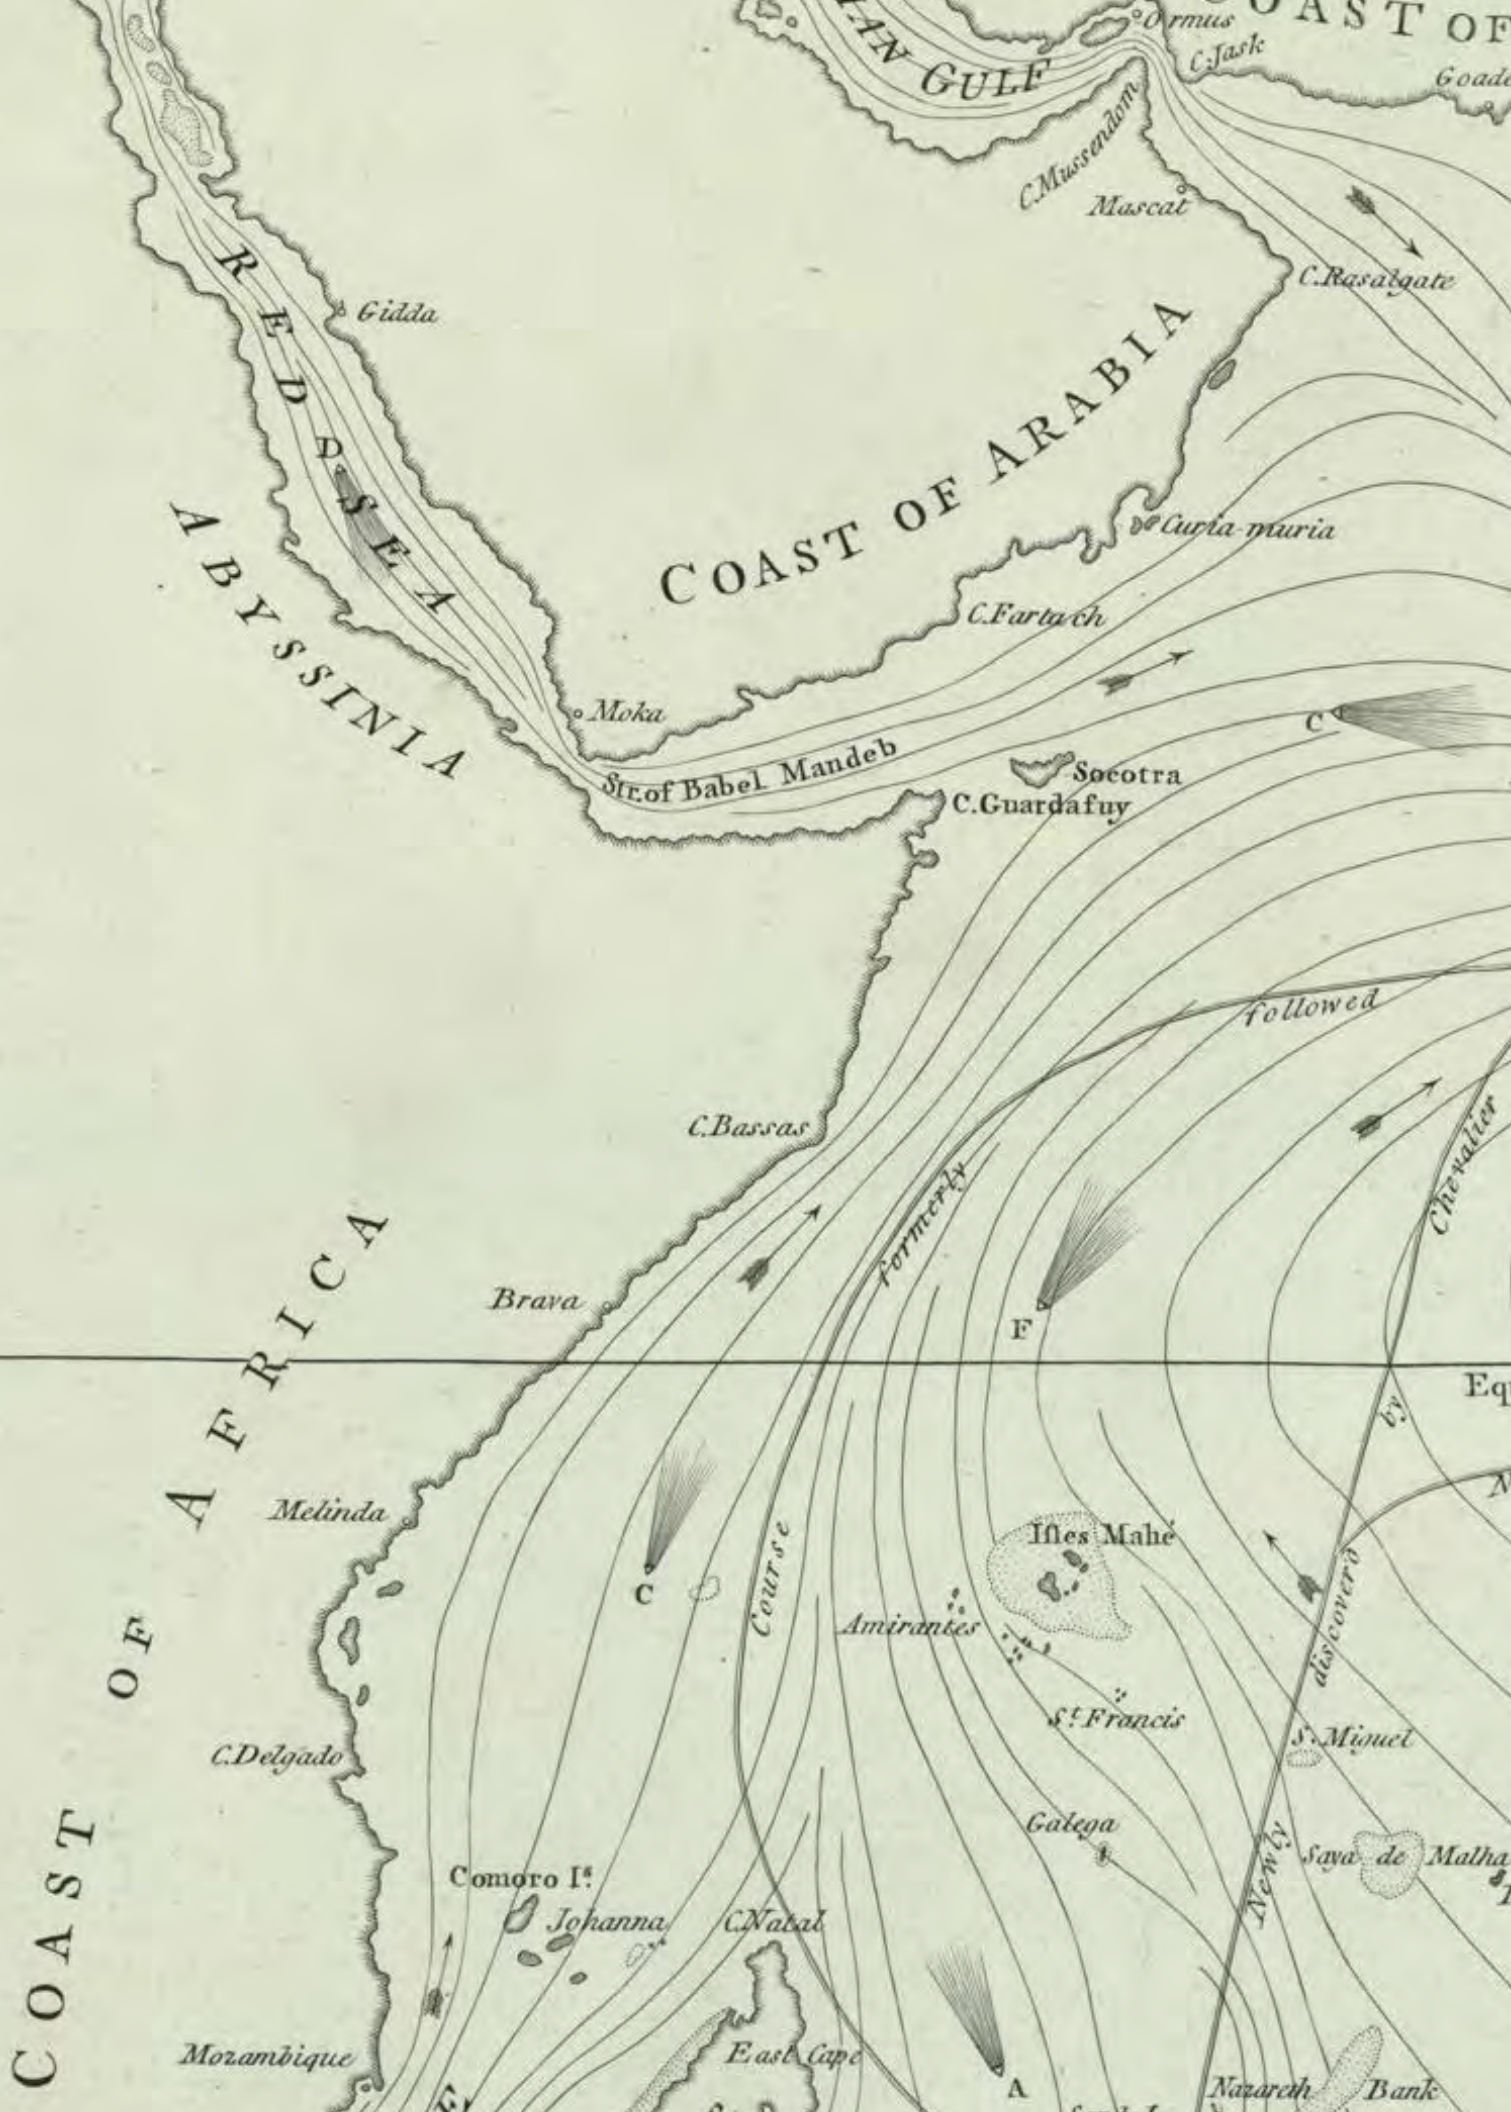 Ormus
COAST OF
C. Jask
GULF
C. Mussendom
Mascat
C. Rasalgate
RED SEA
Gidda
D
COAST OF ARABIA
Curia muria
C. Fartach
ABYSSINIA
Moka
Str. of Babel Mandeb
C
Socotra
C. Guardafuy
followed
C. Bassas
Chevalier
formerly
Brava
F
by
Melinda
COAST OF AFRICA
C
Course
Isles Mahé
Amirantes
discover'd
St. Francis
S. Miguel
C. Delgado
Galega
Newly
Saya de Malha
Comoro Is.
Johanna
C. Natal
Mozambique
East Cape
A
Nazareth Bank